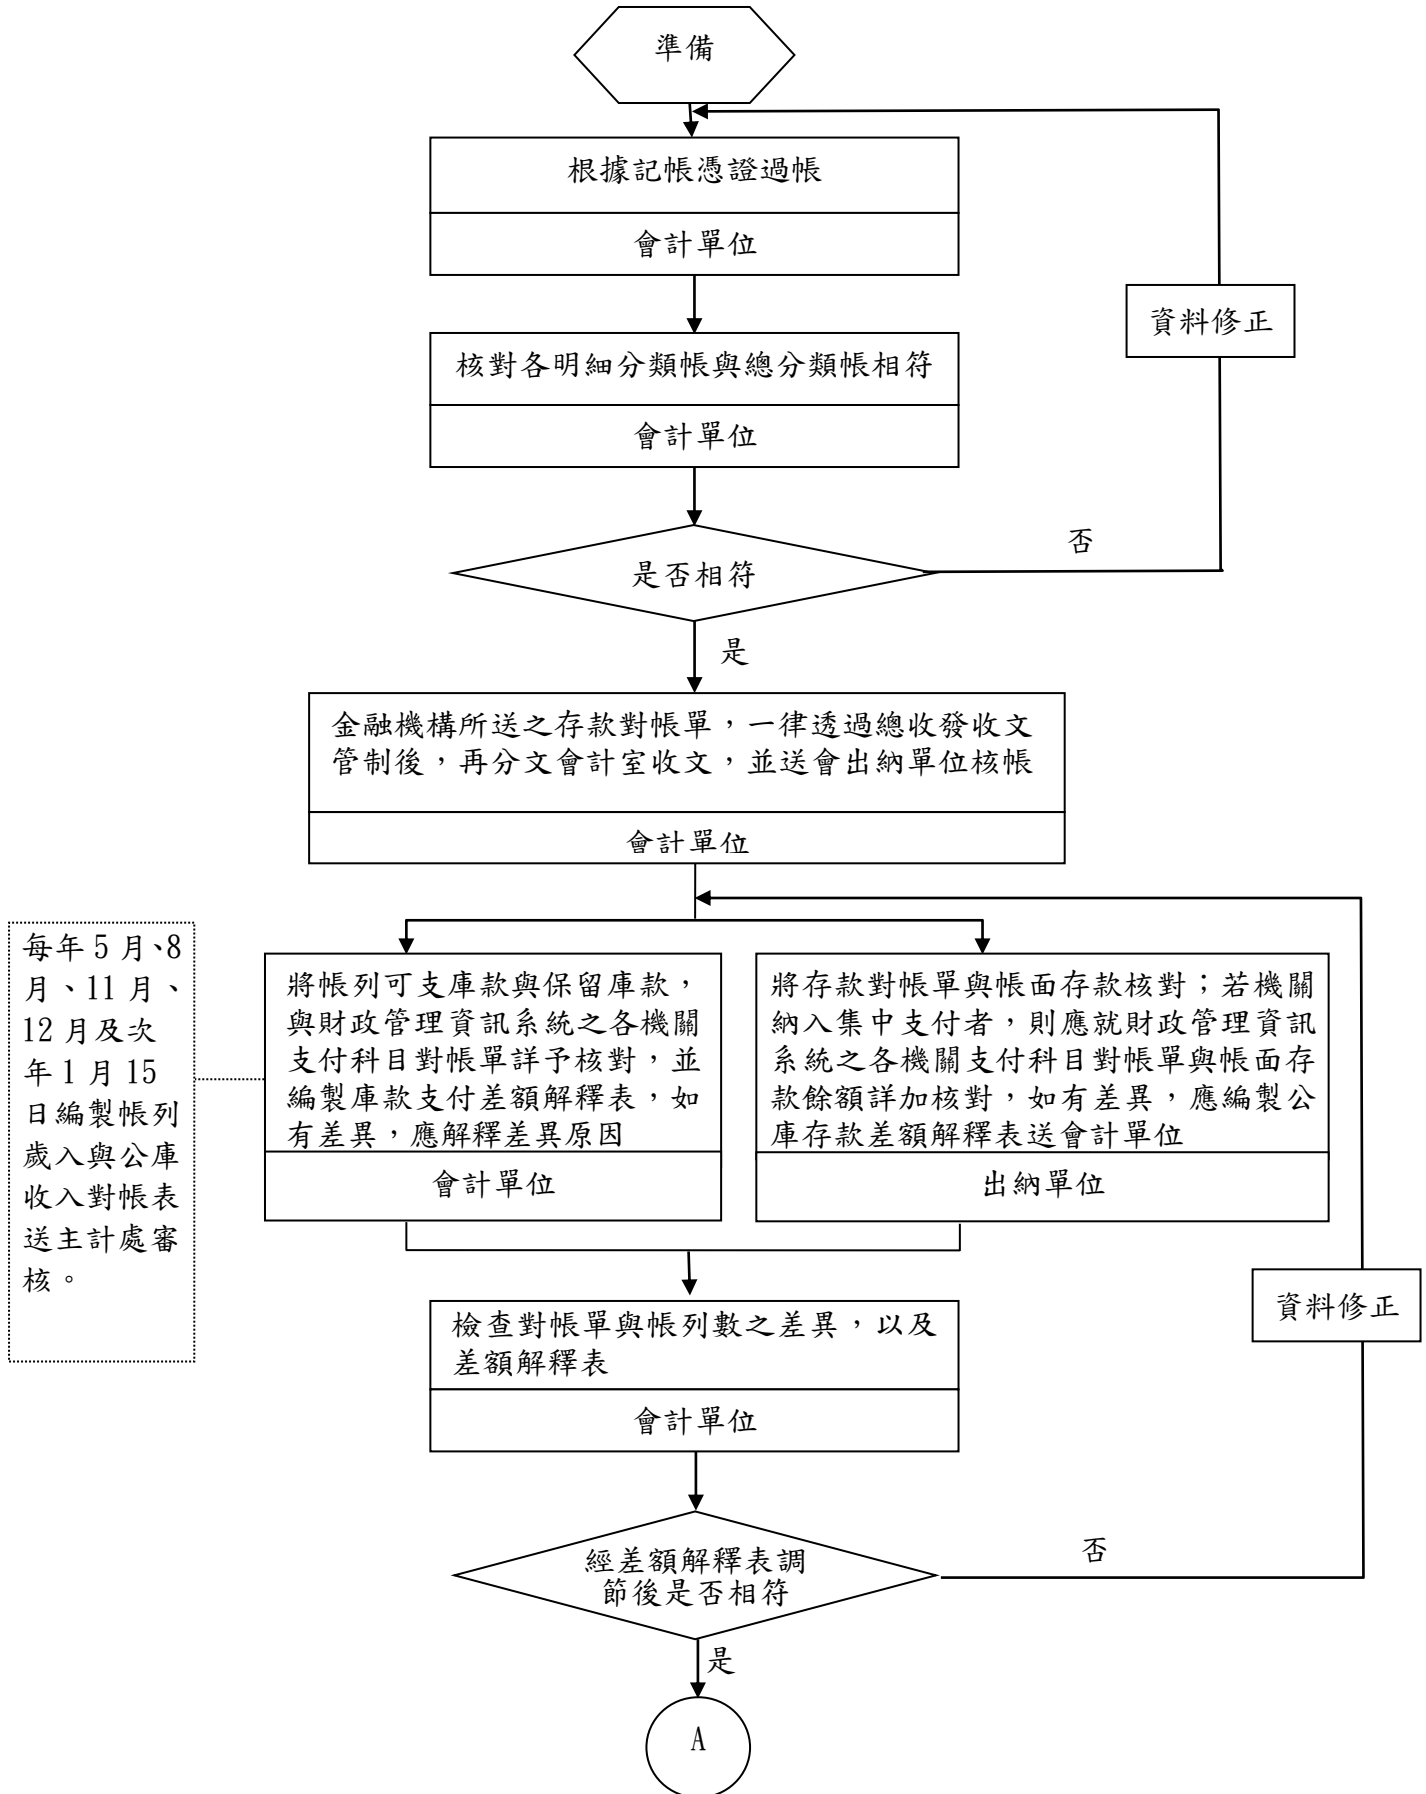 準備
根據記帳憑證過帳
會計單位
資料修正
核對各明細分類帳與總分類帳相符
會計單位
是否相符
否
是
金融機構所送之存款對帳單，一律透過總收發收文
管制後，再分文會計室收文，並送會出納單位核帳
會計單位
每年5月、8
月、11月、
12月及次
年1月15
日編製帳列
歲入與公庫
收入對帳表
送主計處審
核。
將帳列可支庫款與保留庫款，
與財政管理資訊系統之各機關
支付科目對帳單詳予核對，並
編製庫款支付差額解釋表，如
有差異，應解釋差異原因
會計單位
將存款對帳單與帳面存款核對；若機關
納入集中支付者，則應就財政管理資訊
系統之各機關支付科目對帳單與帳面存
款餘額詳加核對，如有差異，應編製公
庫存款差額解釋表送會計單位
出納單位
資料修正
檢查對帳單與帳列數之差異，以及
差額解釋表
會計單位
經差額解釋表調
節後是否相符
否
是
A